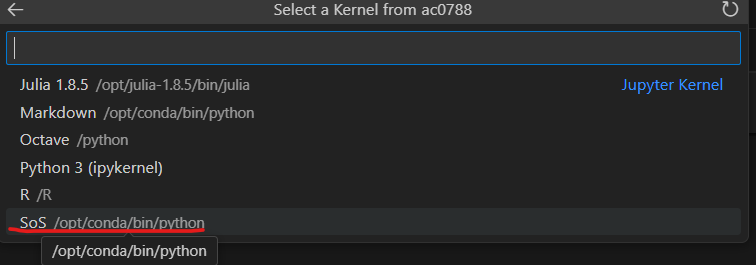 Select a Kernel from ac0788
Julia 1.8.5 /opt/julia-1.8.5/bin/julia Jupyter Kernel
Markdown /opt/conda/bin/python
Octave /python
Python 3 (ipykernel)
R /R
SoS /opt/conda/bin/python
/opt/conda/bin/python